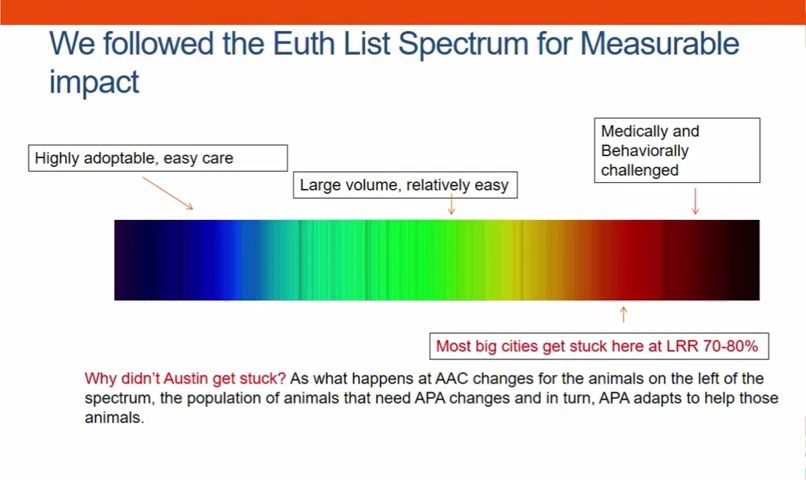 We followed the Euth List Spectrum for Measurable
impact
Highly adoptable, easy care
Large volume, relatively easy
Medically and
Behaviorally
challenged
Most big cities get stuck here at LRR 70-80%
Why didn't Austin get stuck? As what happens at AAC changes for the animals on the left of the
spectrum, the population of animals that need APA changes and in turn, APA adapts to help those
animals.